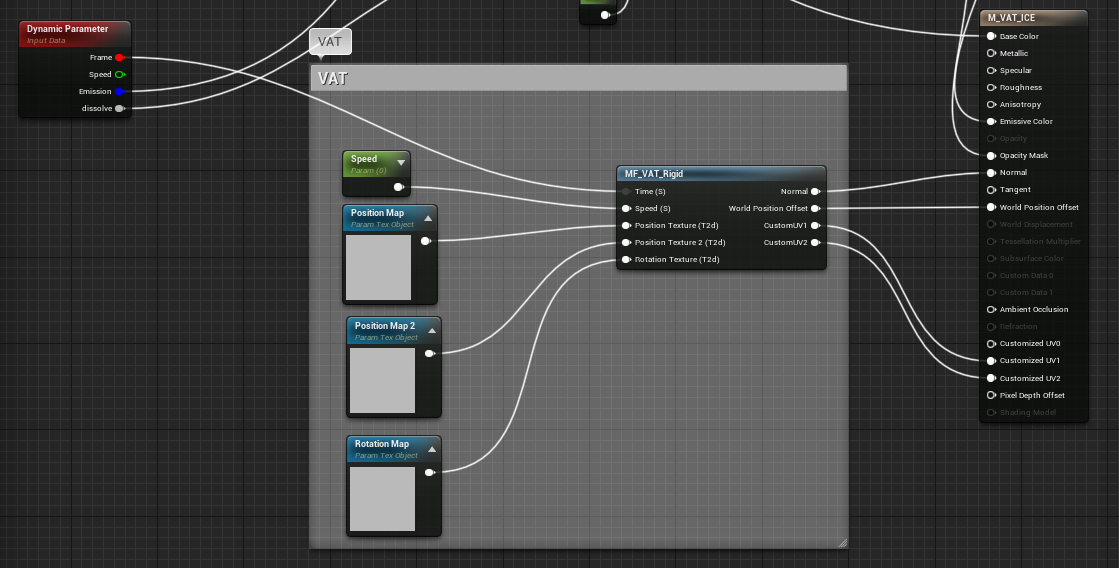 Dynamic Parameter
Input Data
Frame
Speed
Emission
dissolve
VAT
VAT
Speed
Param (0)
Position Map
Param Tex Object
Position Map 2
Param Tex Object
Rotation Map
Param Tex Object
MF_VAT_Rigid
Time (S)
Normal
Speed (S)
World Position Offset
Position Texture (T2d)
CustomUV1
Position Texture 2 (T2d)
CustomUV2
Rotation Texture (T2d)
M_VAT_ICE
Base Color
Metallic
Specular
Roughness
Anisotropy
Emissive Color
Opacity
Opacity Mask
Normal
Tangent
World Position Offset
World Displacement
Tessellation Multiplier
Subsurface Color
Custom Data 0
Custom Data 1
Ambient Occlusion
Refraction
Customized UV0
Customized UV1
Customized UV2
Pixel Depth Offset
Shading Model